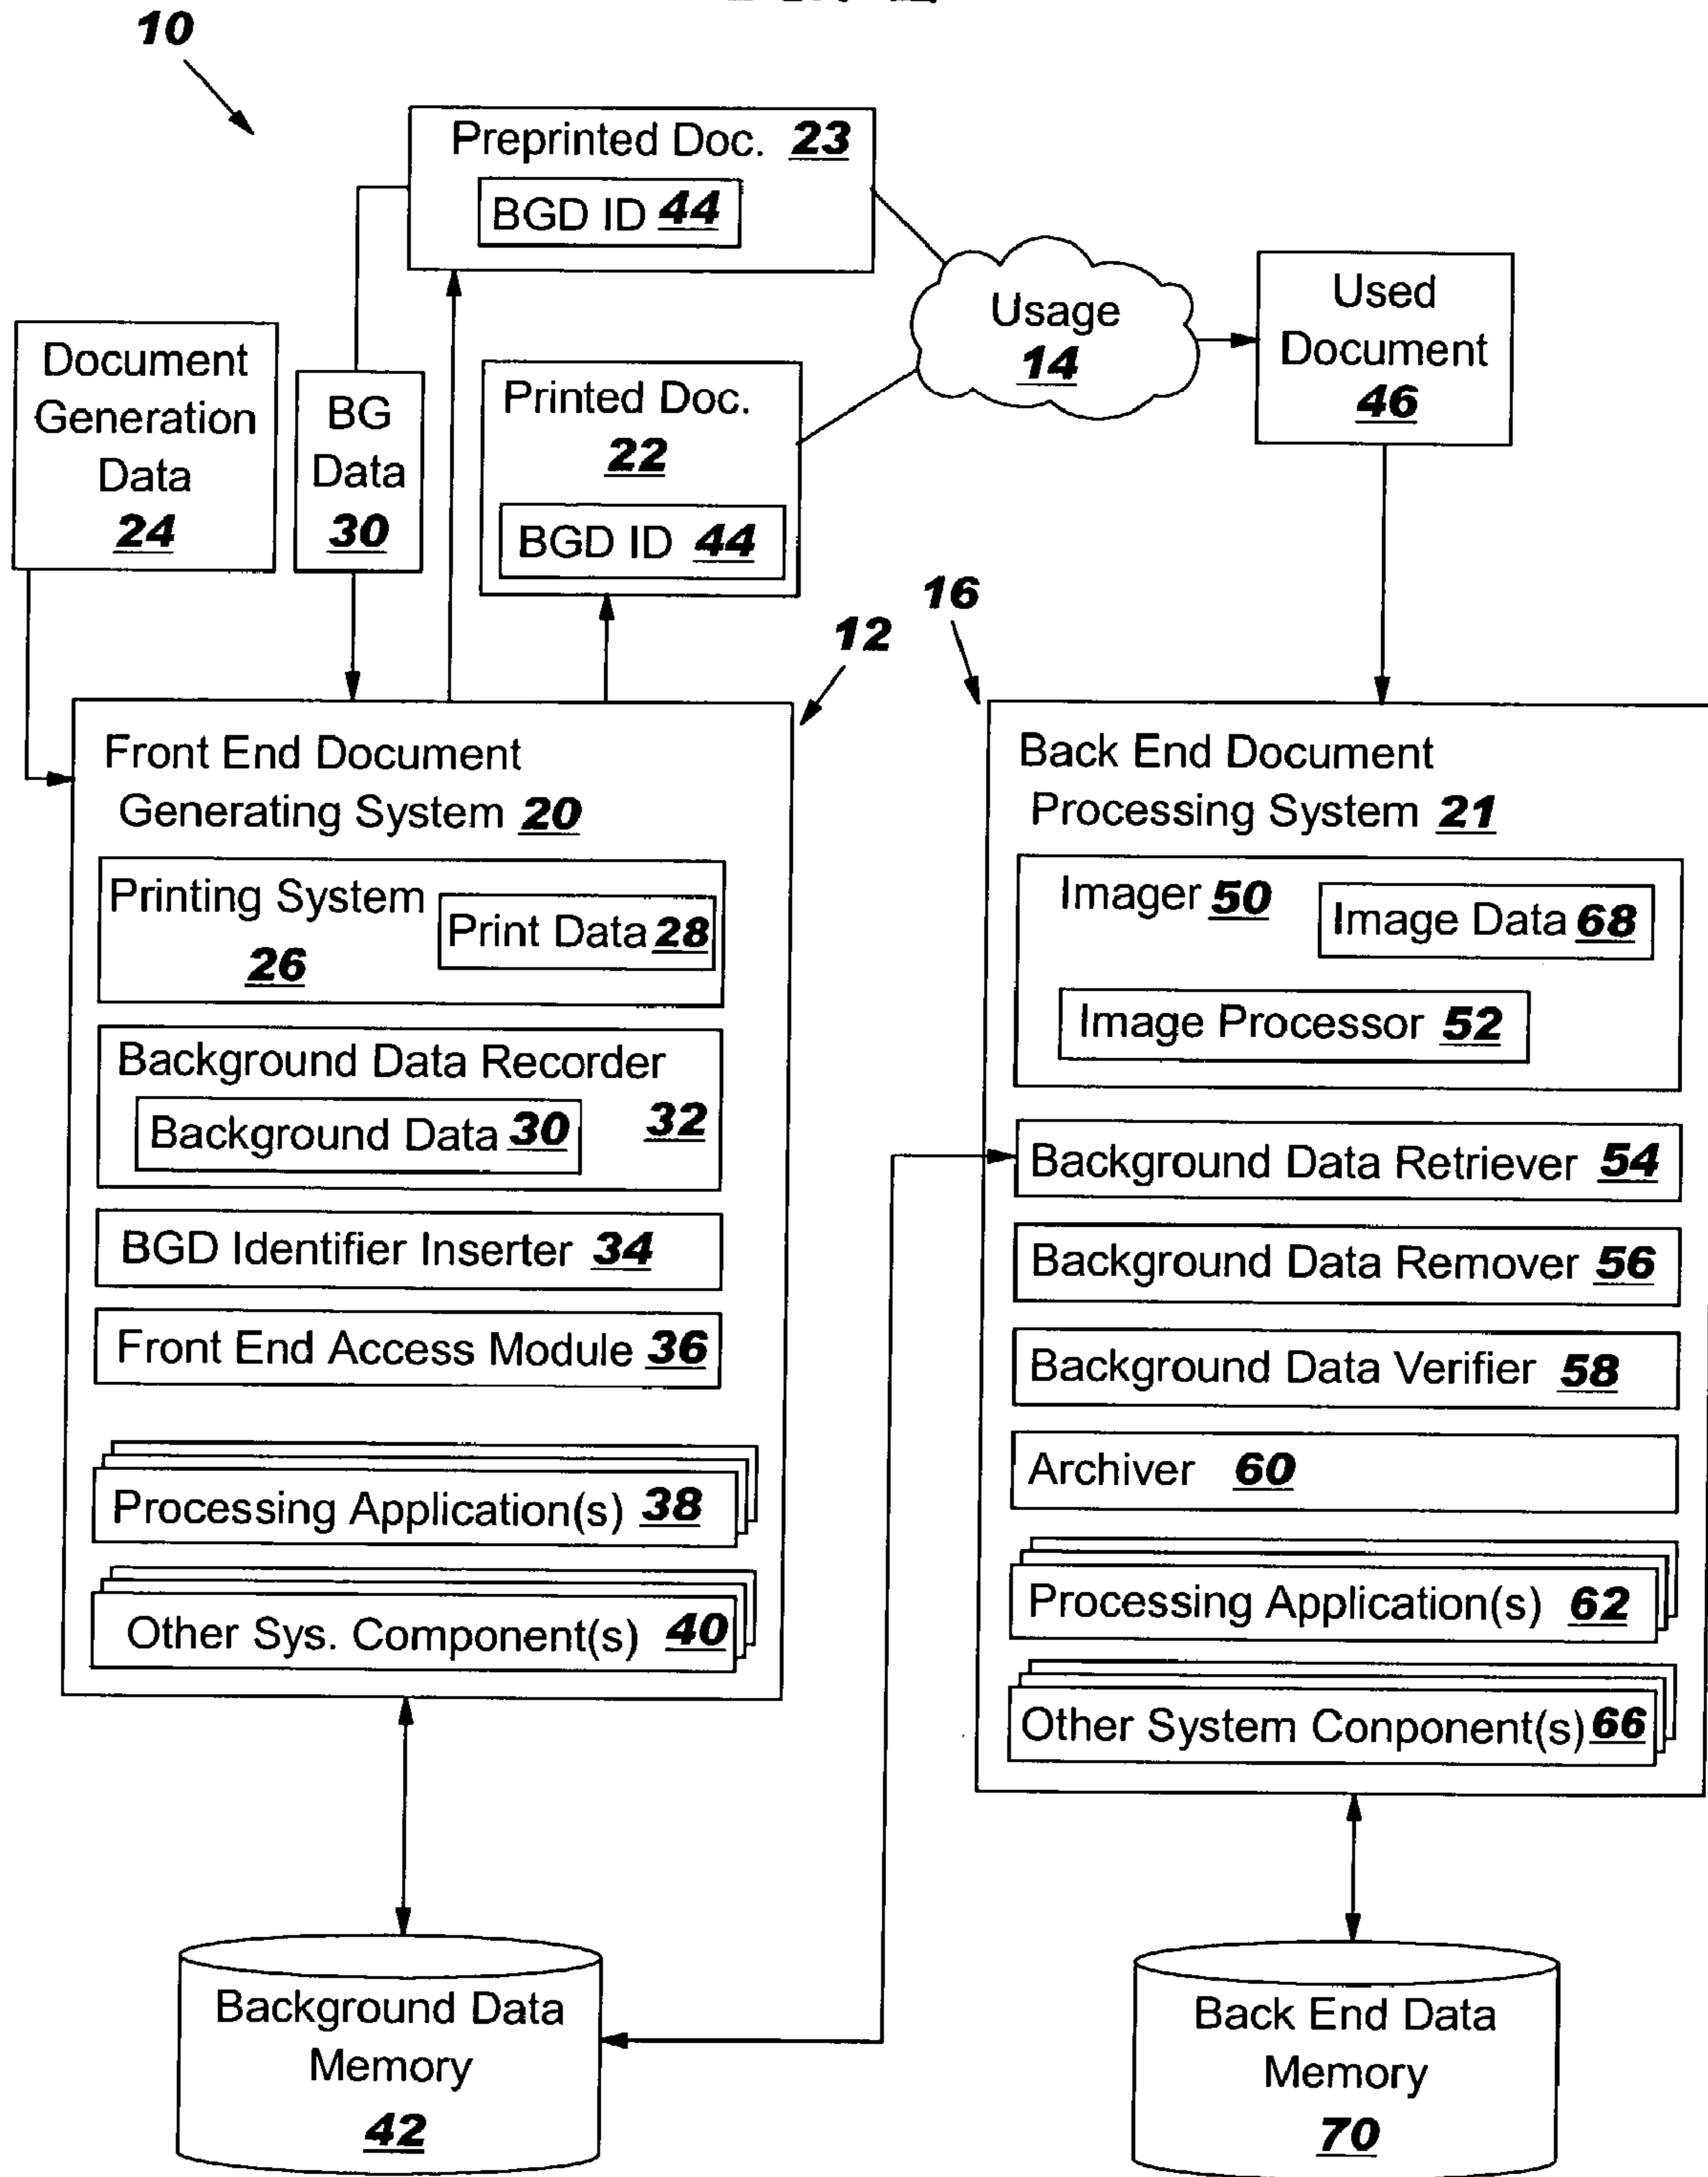 10
Preprinted Doc. 23
BGD ID 44
Document
Generation
Data
24
BG
Data
30
Printed Doc.
22
BGD ID 44
Usage
14
Used
Document
46
12
16
Front End Document
Generating System 20
Printing System
26
Print Data 28
Background Data Recorder
32
Background Data 30
BGD Identifier Inserter 34
Front End Access Module 36
Processing Application(s) 38
Other Sys. Component(s) 40
Back End Document
Processing System 21
Imager 50
Image Data 68
Image Processor 52
Background Data Retriever 54
Background Data Remover 56
Background Data Verifier 58
Archiver 60
Processing Application(s) 62
Other System Conponent(s) 66
Background Data
Memory
42
Back End Data
Memory
70